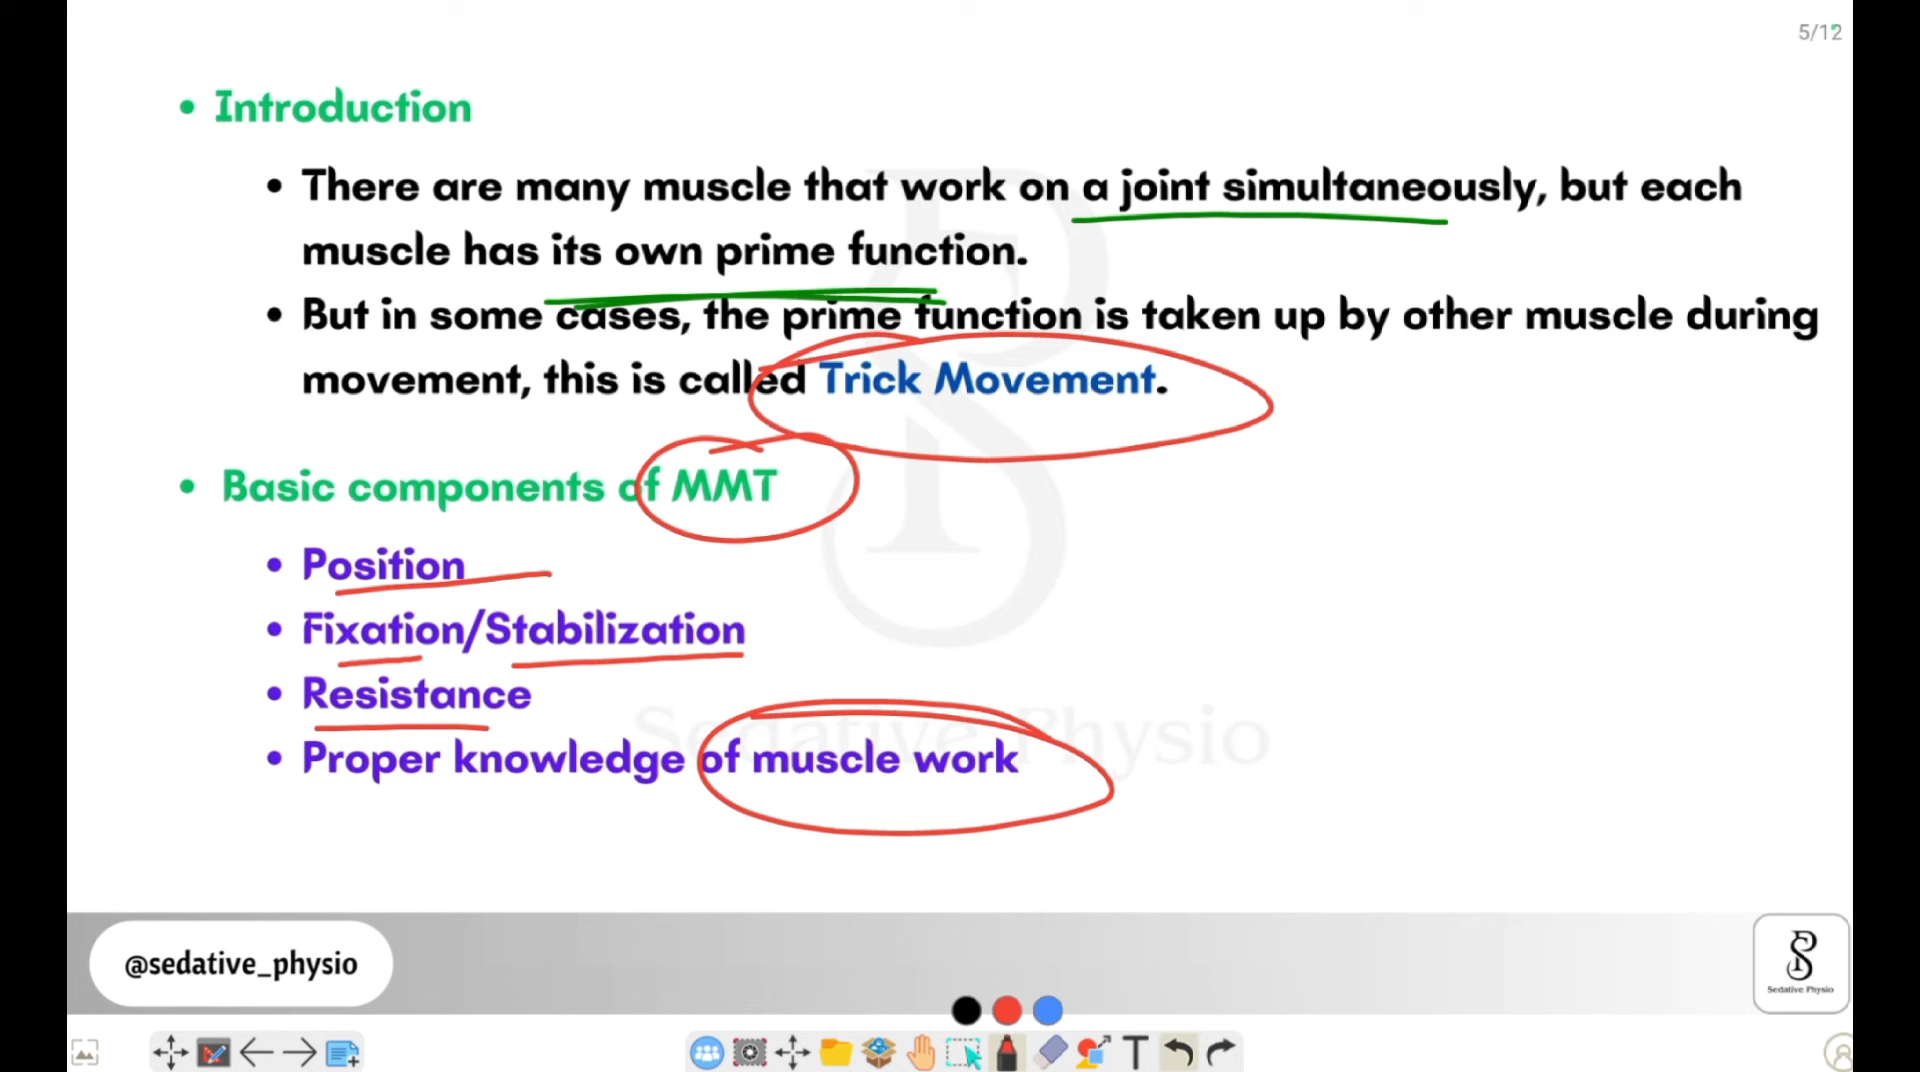 5/12
• Introduction
• There are many muscle that work on a joint simultaneously, but each
muscle has its own prime function.
• But in some cases, the prime function is taken up by other muscle during
movement, this is called Trick Movement.
• Basic components of MMT
• Position
• Fixation/Stabilization
• Resistance
• Proper knowledge of muscle work
Sedative Physio
@sedative_physio
Sedative Physio